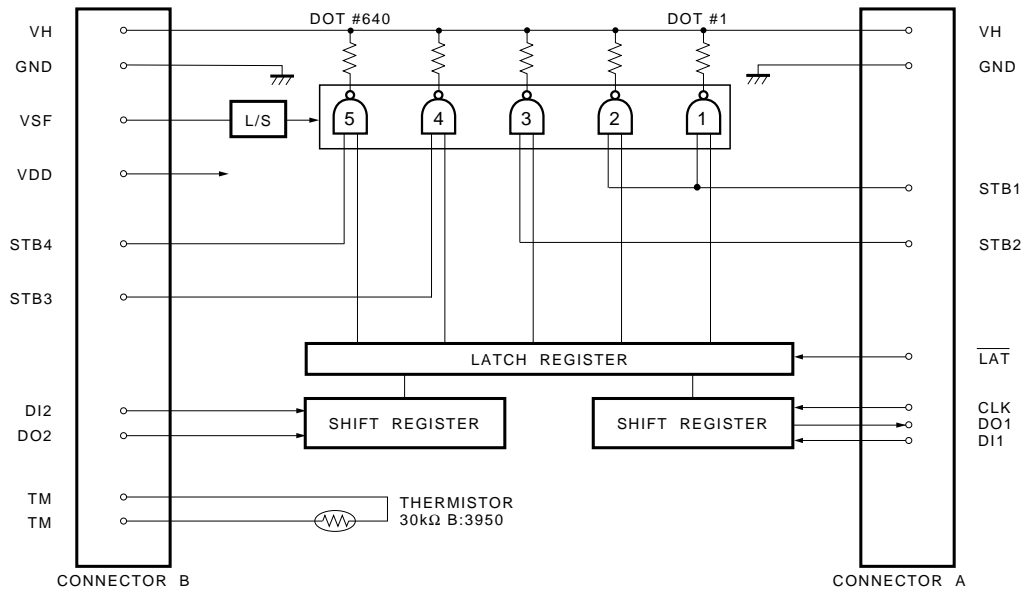 DOT #640 DOT #1
VH VH
GND GND
5 4 3 2 1
VSF L/S
VDD
STB1
STB4 STB2
STB3
LATCH REGISTER LAT
DI2 SHIFT REGISTER SHIFT REGISTER CLK
DO1
DO2 DI1
TM THERMISTOR
TM 30kΩ B:3950
CONNECTOR B CONNECTOR A